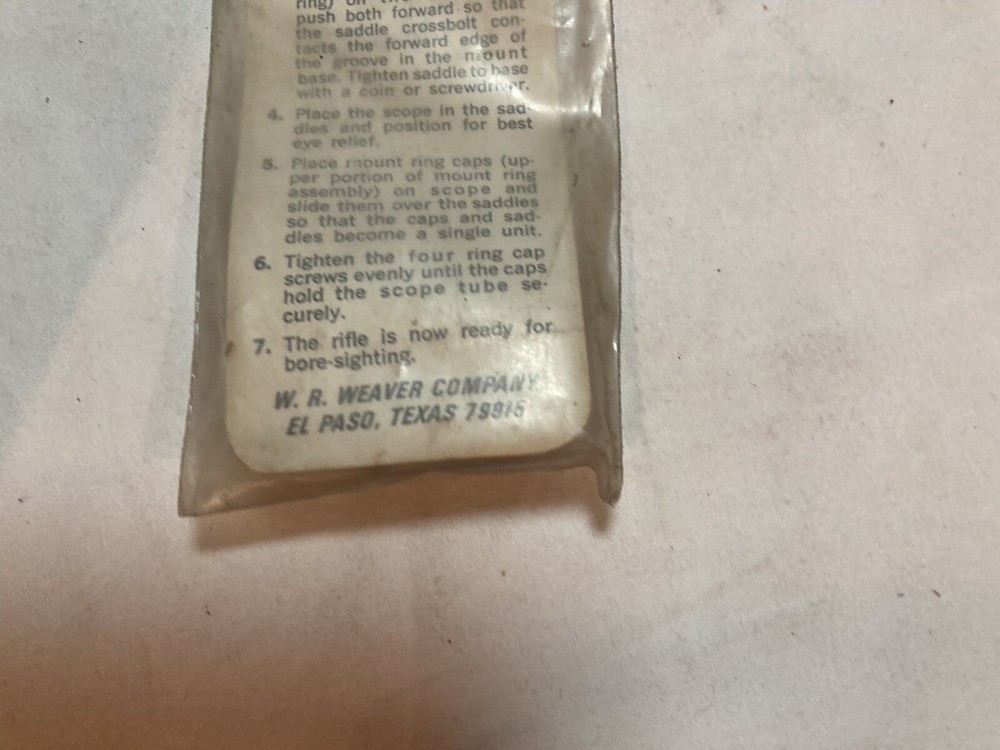 push both forward so that
the saddle crossbolt con-
tacts the forward edge of
the groove in the mount
base. Tighten saddle to base
with a coin or screwdriver.
4. Place the scope in the sad-
dles and position for best
eye relief.
5. Place mount ring caps (up-
per portion of mount ring
assembly) on scope and
slide them over the saddles
so that the caps and sad-
dles become a single unit.
6. Tighten the four ring cap
screws evenly until the caps
hold the scope tube se-
curely.
7. The rifle is now ready for
bore-sighting.
W. R. WEAVER COMPANY
EL PASO, TEXAS 79915